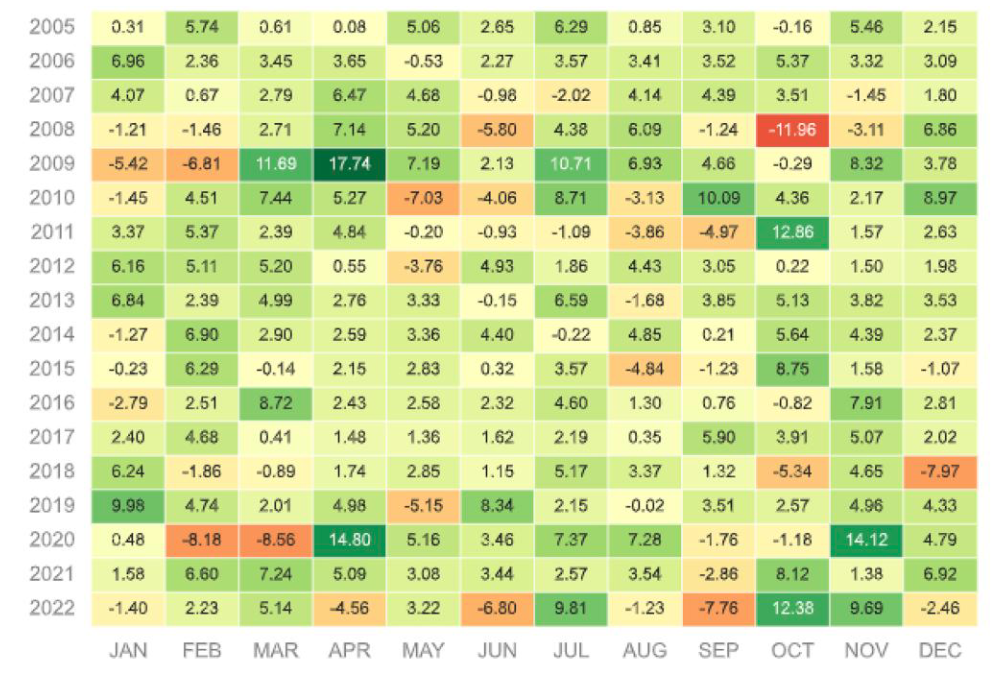 2005 0.31 5.74 0.61 0.08 5.06 2.65 6.29 0.85 3.10 -0.16 5.46 2.15
2006 6.96 2.36 3.45 3.65 -0.53 2.27 3.57 3.41 3.52 5.37 3.32 3.09
2007 4.07 0.67 2.79 6.47 4.68 -0.98 -2.02 4.14 4.39 3.51 -1.45 1.80
2008 -1.21 -1.46 2.71 7.14 5.20 -5.80 4.38 6.09 -1.24 -11.96 -3.11 6.86
2009 -5.42 -6.81 11.69 17.74 7.19 2.13 10.71 6.93 4.66 -0.29 8.32 3.78
2010 -1.45 4.51 7.44 5.27 -7.03 -4.06 8.71 -3.13 10.09 4.36 2.17 8.97
2011 3.37 5.37 2.39 4.84 -0.20 -0.93 -1.09 -3.86 -4.97 12.86 1.57 2.63
2012 6.16 5.11 5.20 0.55 -3.76 4.93 1.86 4.43 3.05 0.22 1.50 1.98
2013 6.84 2.39 4.99 2.76 3.33 -0.15 6.59 -1.68 3.85 5.13 3.82 3.53
2014 -1.27 6.90 2.90 2.59 3.36 4.40 -0.22 4.85 0.21 5.64 4.39 2.37
2015 -0.23 6.29 -0.14 2.15 2.83 0.32 3.57 -4.84 -1.23 8.75 1.58 -1.07
2016 -2.79 2.51 8.72 2.43 2.58 2.32 4.60 1.30 0.76 -0.82 7.91 2.81
2017 2.40 4.68 0.41 1.48 1.36 1.62 2.19 0.35 5.90 3.91 5.07 2.02
2018 6.24 -1.86 -0.89 1.74 2.85 1.15 5.17 3.37 1.32 -5.34 4.65 -7.97
2019 9.98 4.74 2.01 4.98 -5.15 8.34 2.15 -0.02 3.51 2.57 4.96 4.33
2020 0.48 -8.18 -8.56 14.80 5.16 3.46 7.37 7.28 -1.76 -1.18 14.12 4.79
2021 1.58 6.60 7.24 5.09 3.08 3.44 2.57 3.54 -2.86 8.12 1.38 6.92
2022 -1.40 2.23 5.14 -4.56 3.22 -6.80 9.81 -1.23 -7.76 12.38 9.69 -2.46
JAN FEB MAR APR MAY JUN JUL AUG SEP OCT NOV DEC